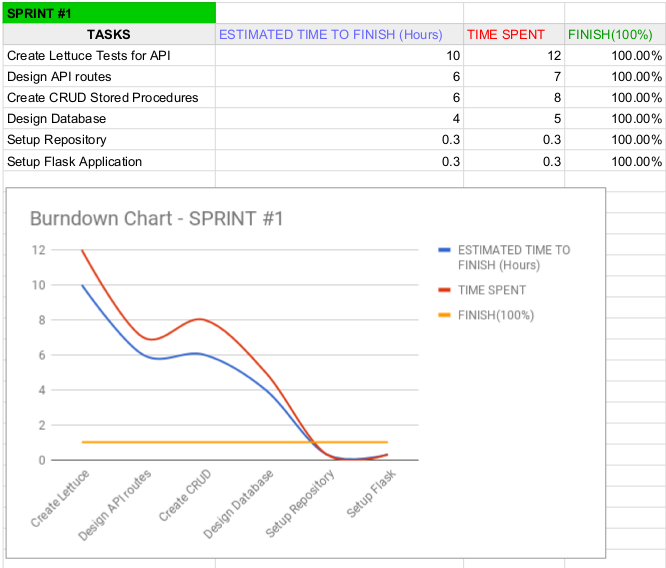 SPRINT #1
TASKS ESTIMATED TIME TO FINISH (Hours) TIME SPENT FINISH(100%)
Create Lettuce Tests for API 10 12 100.00%
Design API routes 6 7 100.00%
Create CRUD Stored Procedures 6 8 100.00%
Design Database 4 5 100.00%
Setup Repository 0.3 0.3 100.00%
Setup Flask Application 0.3 0.3 100.00%
Burndown Chart - SPRINT #1
12
10
8
6
4
2
0
ESTIMATED TIME TO
FINISH (Hours)
TIME SPENT
FINISH(100%)
Create Lettuce
Design API routes
Create CRUD
Design Database
Setup Repository
Setup Flask